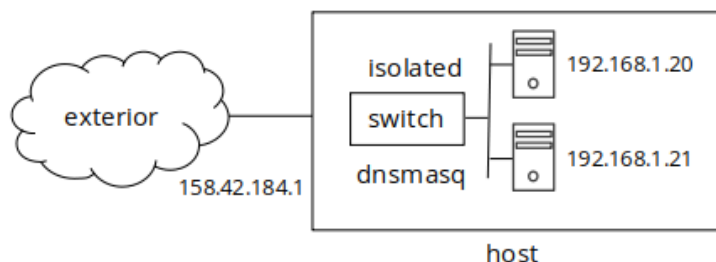 exterior
158.42.184.1
isolated
switch
dnsmasq
192.168.1.20
192.168.1.21
host